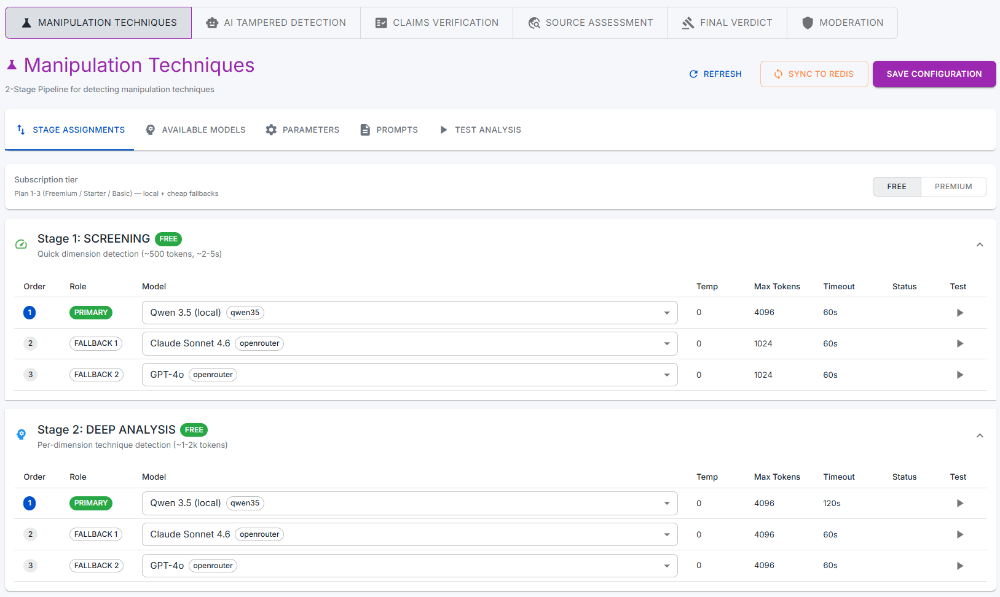 MANIPULATION TECHNIQUES AI TAMPERED DETECTION CLAIMS VERIFICATION SOURCE ASSESSMENT FINAL VERDICT MODERATION
Manipulation Techniques
2-Stage Pipeline for detecting manipulation techniques
REFRESH SYNC TO REDIS SAVE CONFIGURATION
STAGE ASSIGNMENTS AVAILABLE MODELS PARAMETERS PROMPTS TEST ANALYSIS
Subscription tier
Plan 1-3 (Freemium / Starter / Basic) — local + cheap fallbacks
FREE PREMIUM
Stage 1: SCREENING FREE
Quick dimension detection (~500 tokens, ~2-5s)
Order Role Model Temp Max Tokens Timeout Status Test
1 PRIMARY Qwen 3.5 (local) qwen35 0 4096 60s
2 FALLBACK 1 Claude Sonnet 4.6 openrouter 0 1024 60s
3 FALLBACK 2 GPT-4o openrouter 0 1024 60s
Stage 2: DEEP ANALYSIS FREE
Per-dimension technique detection (~1-2k tokens)
Order Role Model Temp Max Tokens Timeout Status Test
1 PRIMARY Qwen 3.5 (local) qwen35 0 4096 120s
2 FALLBACK 1 Claude Sonnet 4.6 openrouter 0 4096 60s
3 FALLBACK 2 GPT-4o openrouter 0 4096 60s